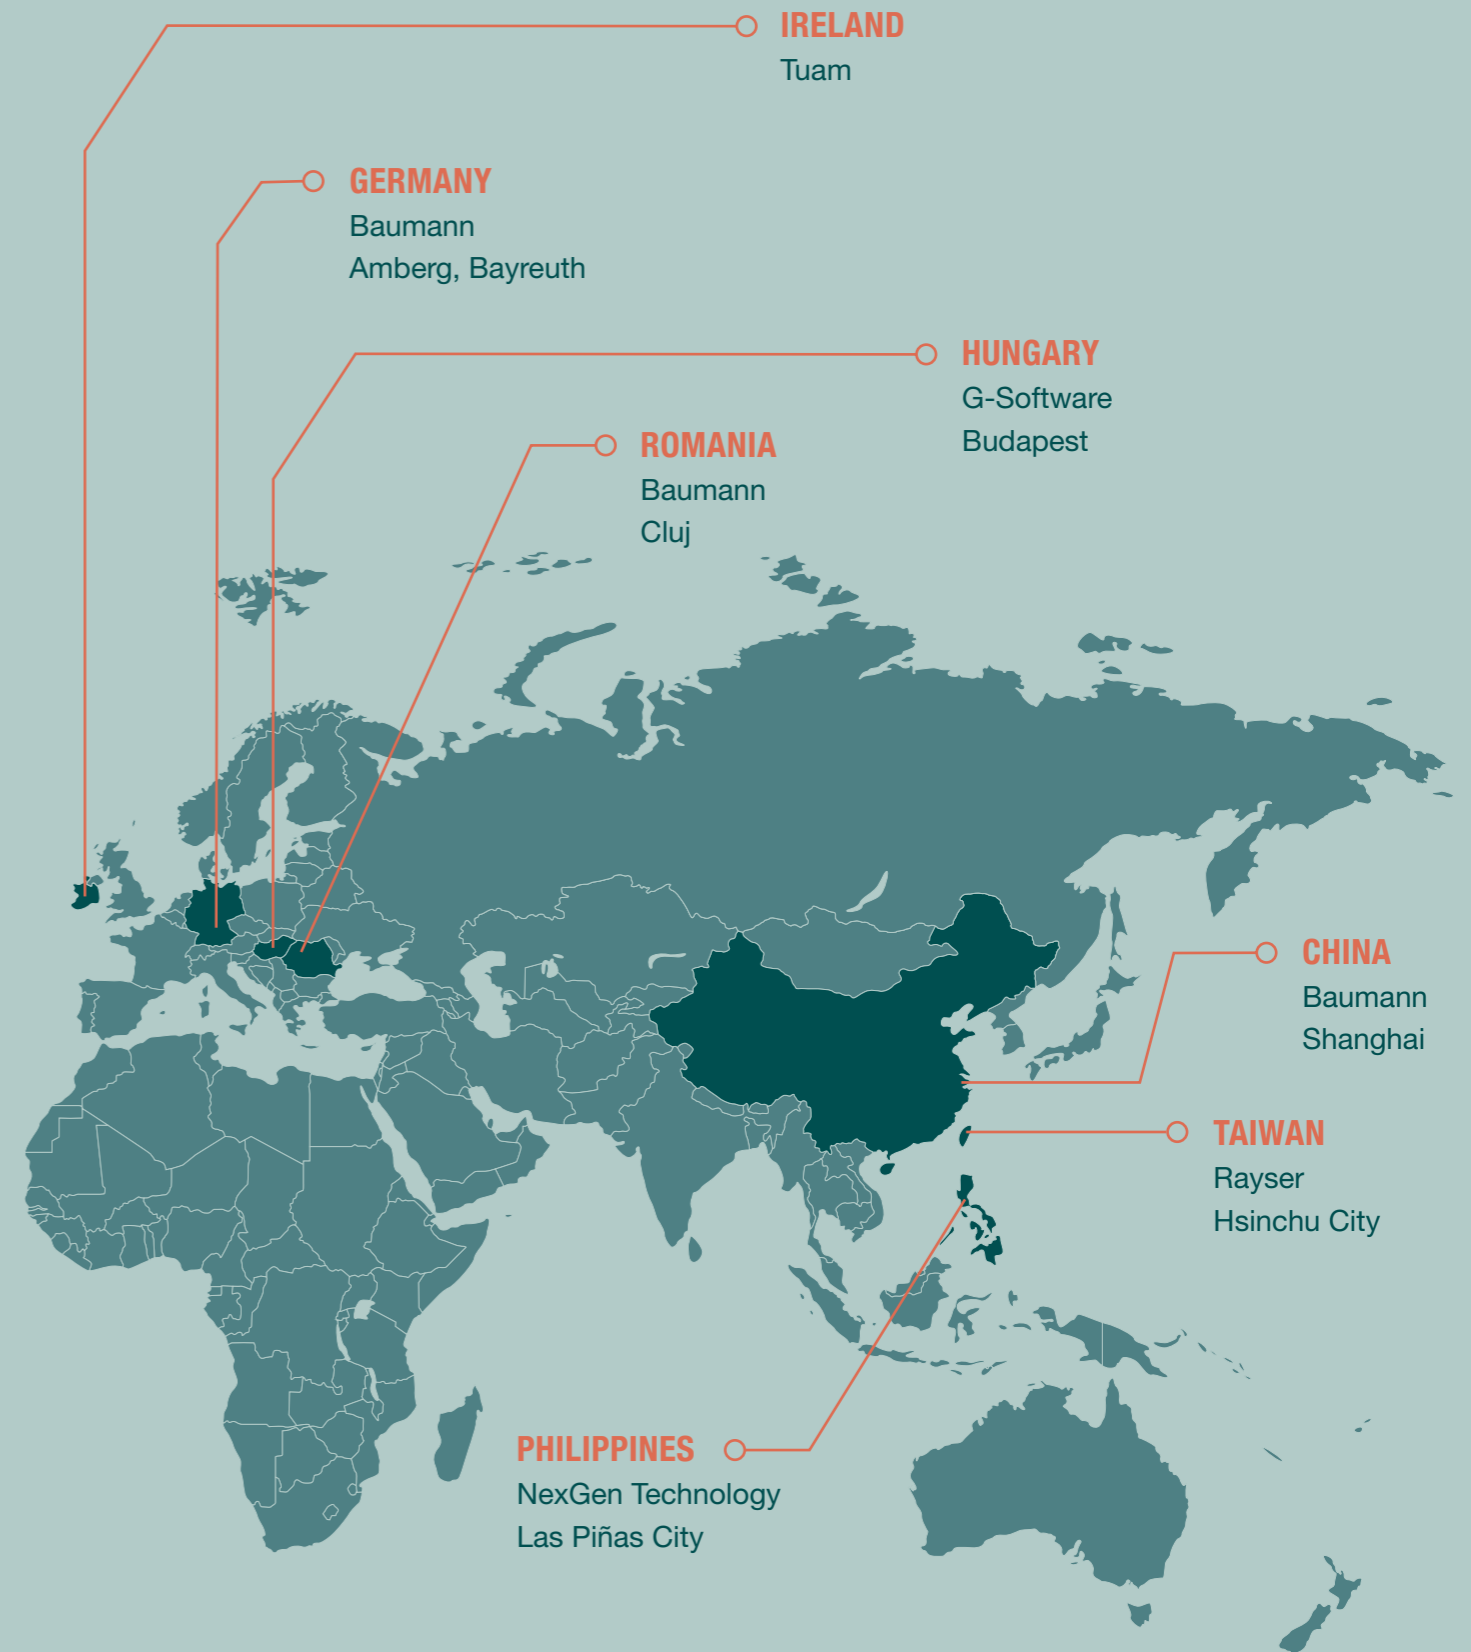 IRELAND
Tuam
GERMANY
Baumann
Amberg, Bayreuth
HUNGARY
G-Software
Budapest
ROMANIA
Baumann
Cluj
CHINA
Baumann
Shanghai
TAIWAN
Rayser
Hsinchu City
PHILIPPINES
NexGen Technology
Las Piñas City